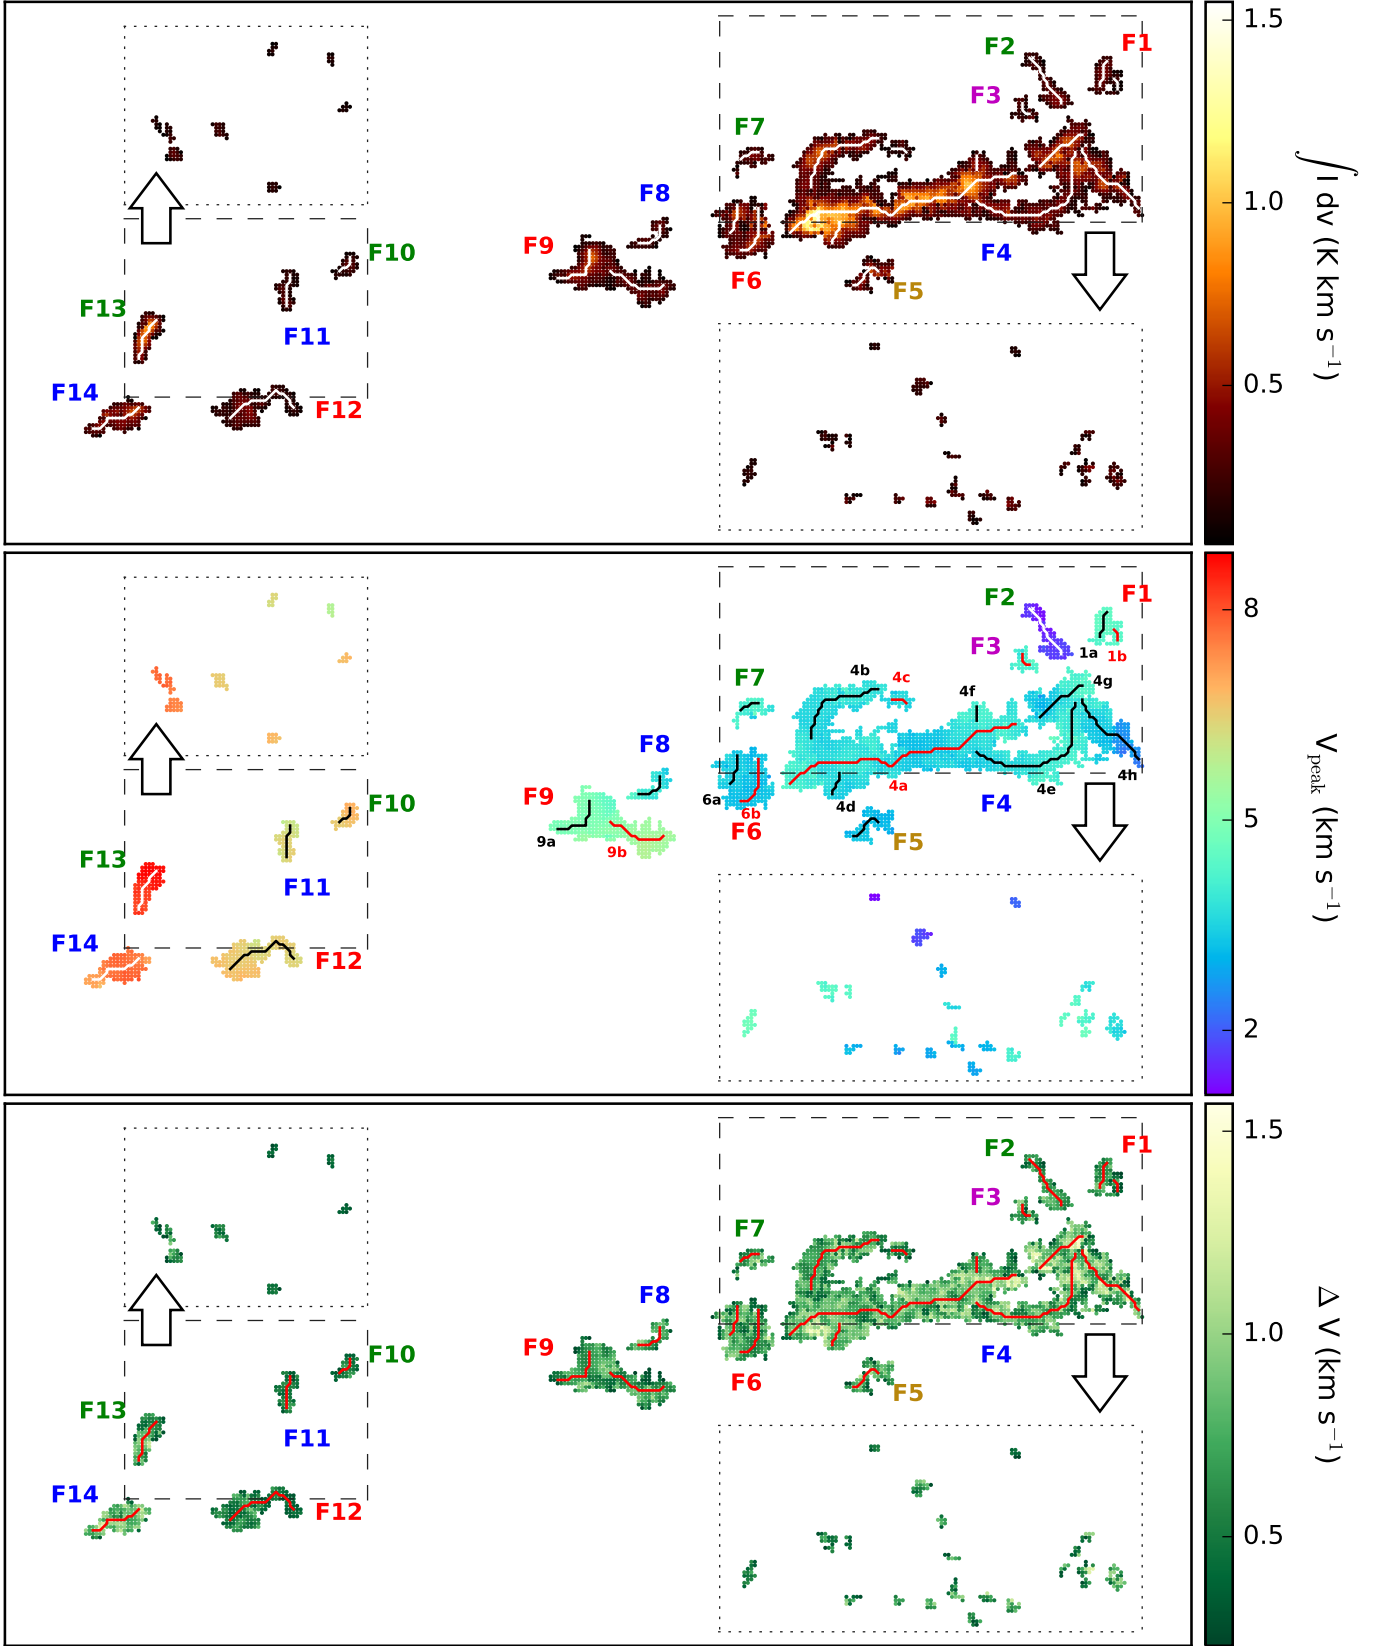 F1
F2
F3
F7
F8
F9
F10
F4
F6
F5
F13
F11
F14
F12
1.5
1.0
0.5
∫I dv (K km s⁻¹)
F1
F2
F3
1a
1b
F7
4b
4c
4f
4g
F8
4h
F9
6a
6b
4d
4a
4e
F4
F10
F6
F5
9a
9b
F13
F11
F14
F12
8
5
2
V_peak (km s⁻¹)
F1
F2
F3
F7
F8
F9
F10
F4
F6
F5
F13
F11
F14
F12
1.5
1.0
0.5
Δ V (km s⁻¹)